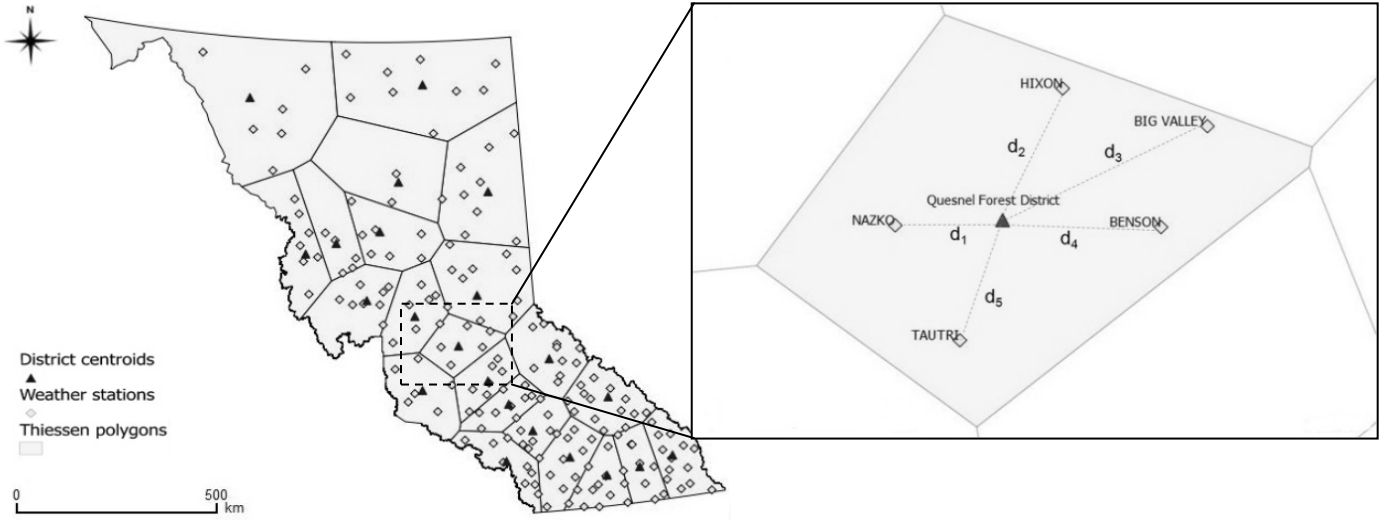 N
District centroids
Weather stations
Thiessen polygons
0 500
km
HIXON
BIG VALLEY
d2
d3
Quesnel Forest District
NAZKO
BENSON
d1
d4
d5
TAUTRI